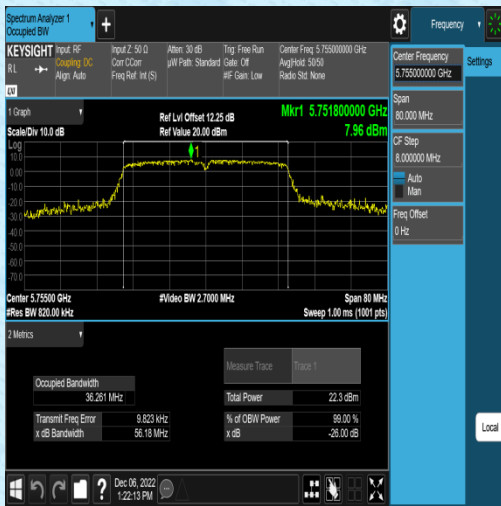 Spectrum Analyzer 1
Occupied BW
Frequency
KEYSIGHT
Input: RF
Input Z: 50 Ω
Atten: 30 dB
Trig: Free Run
Center Freq: 5.755000000 GHz
RL
Coupling: DC
Corr CCorr
µW Path: Standard
Gate: Off
Avg|Hold: 50/50
Align: Auto
Freq Ref: Int (S)
#IF Gain: Low
Radio Std: None
LXI
Center Frequency
5.755000000 GHz
Settings
Span
80.000 MHz
CF Step
8.000000 MHz
Auto
Man
Freq Offset
0 Hz
1 Graph
Ref Lvl Offset 12.25 dB
Mkr1 5.751800000 GHz
Scale/Div 10.0 dB
Ref Value 20.00 dBm
7.96 dBm
Log
10.0
0.00
-10.0
-20.0
-30.0
-40.0
-50.0
-60.0
-70.0
1
Center 5.75500 GHz
#Video BW 2.7000 MHz
Span 80 MHz
#Res BW 820.00 kHz
Sweep 1.00 ms (1001 pts)
2 Metrics
Measure Trace
Trace 1
Occupied Bandwidth
36.261 MHz
Total Power
22.3 dBm
Transmit Freq Error
9.823 kHz
% of OBW Power
99.00 %
x dB Bandwidth
56.18 MHz
x dB
-26.00 dB
Local
?
Dec 06, 2022
1:22:13 PM